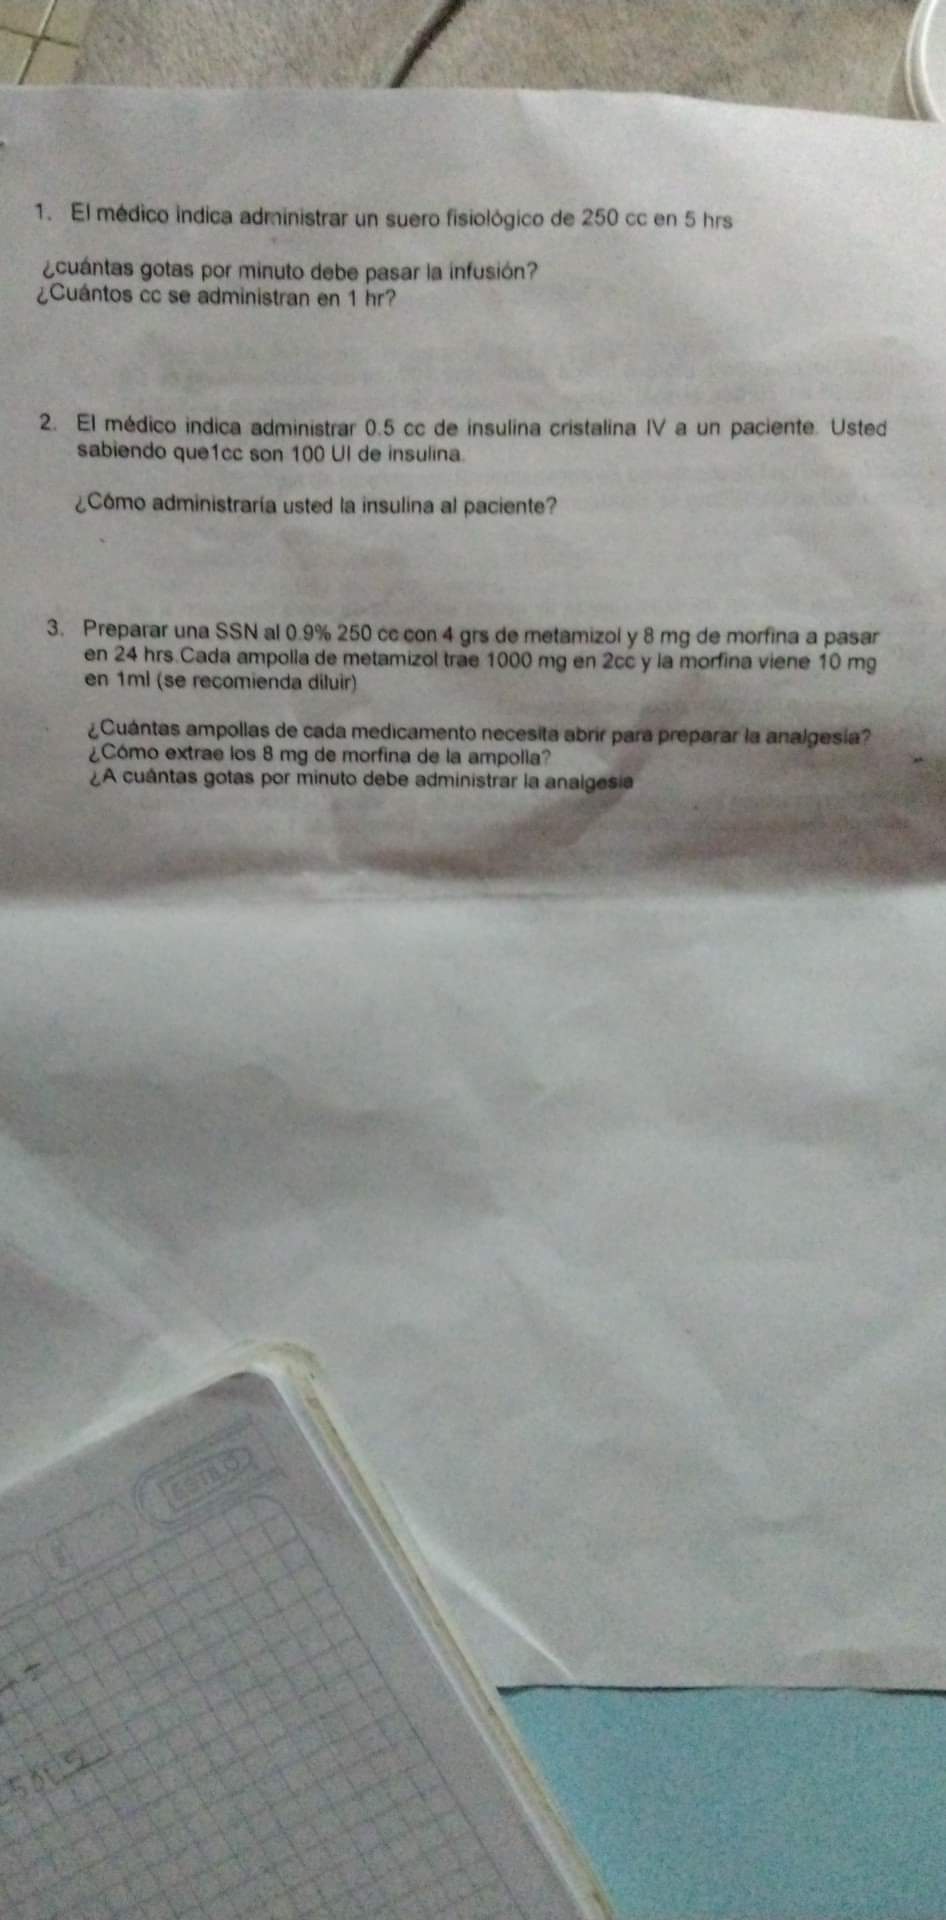 1. El médico indica administrar un suero fisiológico de 250 cc en 5 hrs
¿cuántas gotas por minuto debe pasar la infusión?
¿Cuántos cc se administran en 1 hr?
2. El médico indica administrar 0.5 cc de insulina cristalina IV a un paciente. Usted
sabiendo que1cc son 100 UI de insulina.
¿Cómo administraría usted la insulina al paciente?
3. Preparar una SSN al 0.9% 250 cc con 4 grs de metamizol y 8 mg de morfina a pasar
en 24 hrs.Cada ampolla de metamizol trae 1000 mg en 2cc y la morfina viene 10 mg
en 1ml (se recomienda diluir)
¿Cuántas ampollas de cada medicamento necesita abrir para preparar la analgesia?
¿Cómo extrae los 8 mg de morfina de la ampolla?
¿A cuántas gotas por minuto debe administrar la analgesia
ESTILO